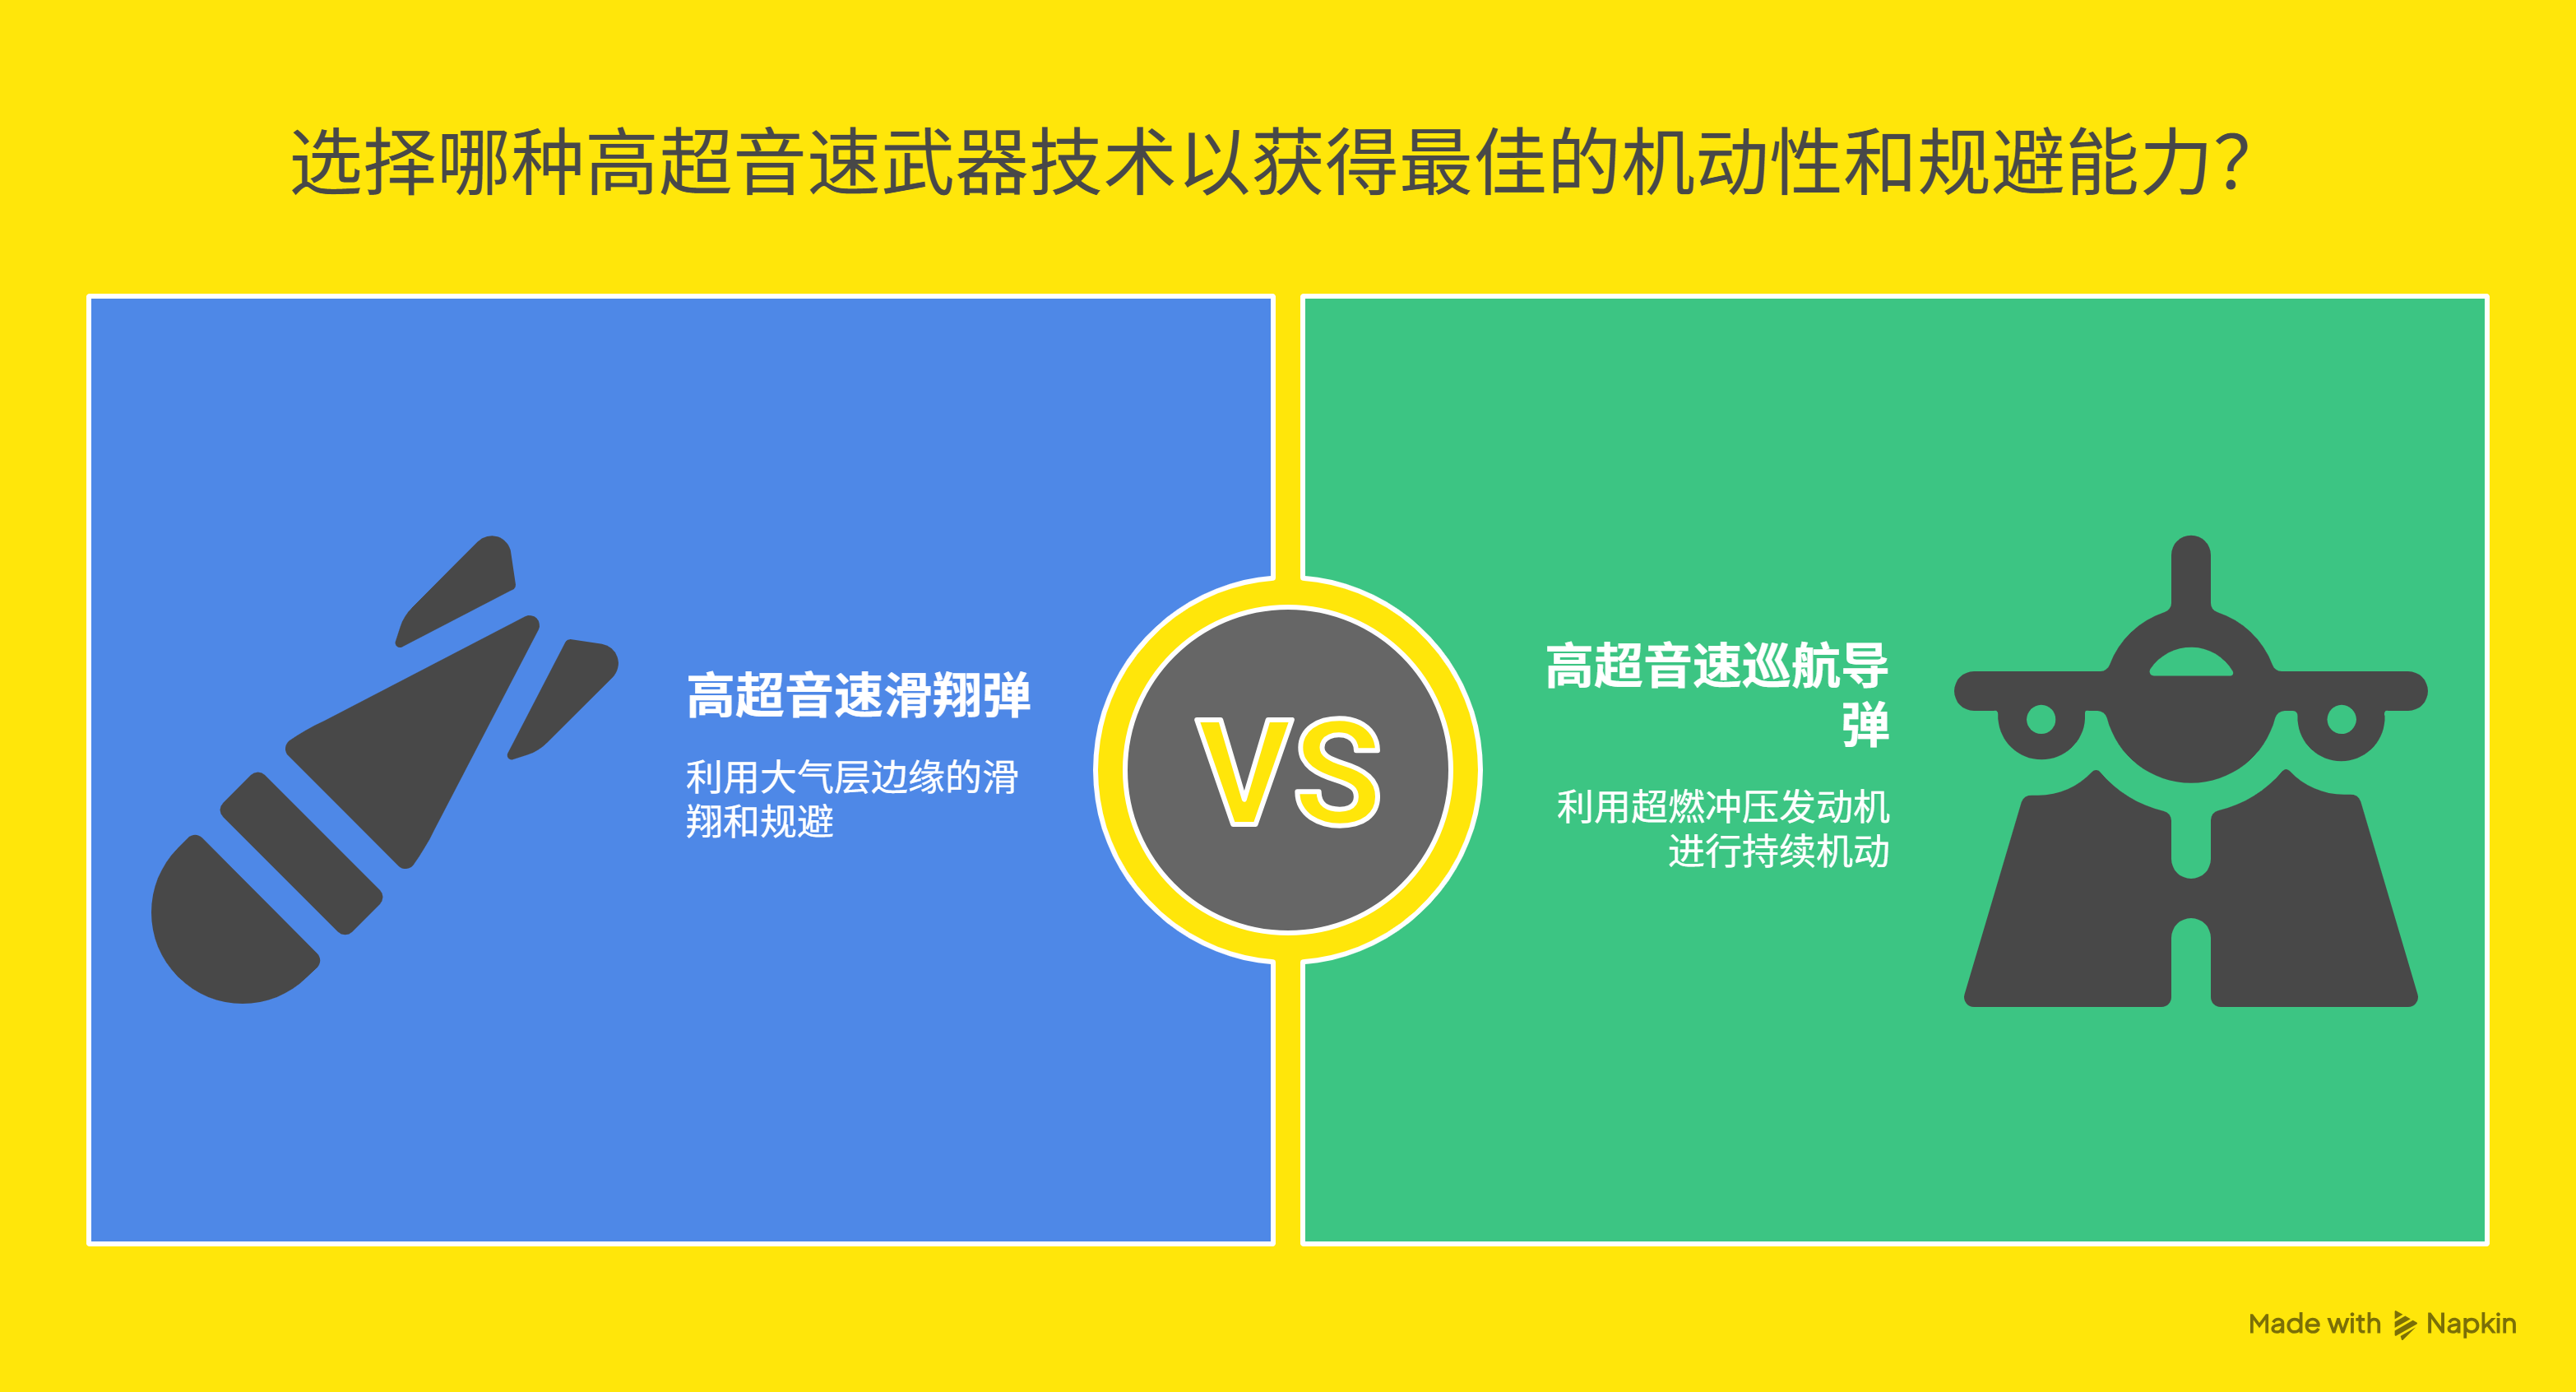 选择哪种高超音速武器技术以获得最佳的机动性和规避能力？
高超音速滑翔弹
利用大气层边缘的滑
翔和规避
VS
高超音速巡航导
弹
利用超燃冲压发动机
进行持续机动
Made with Napkin